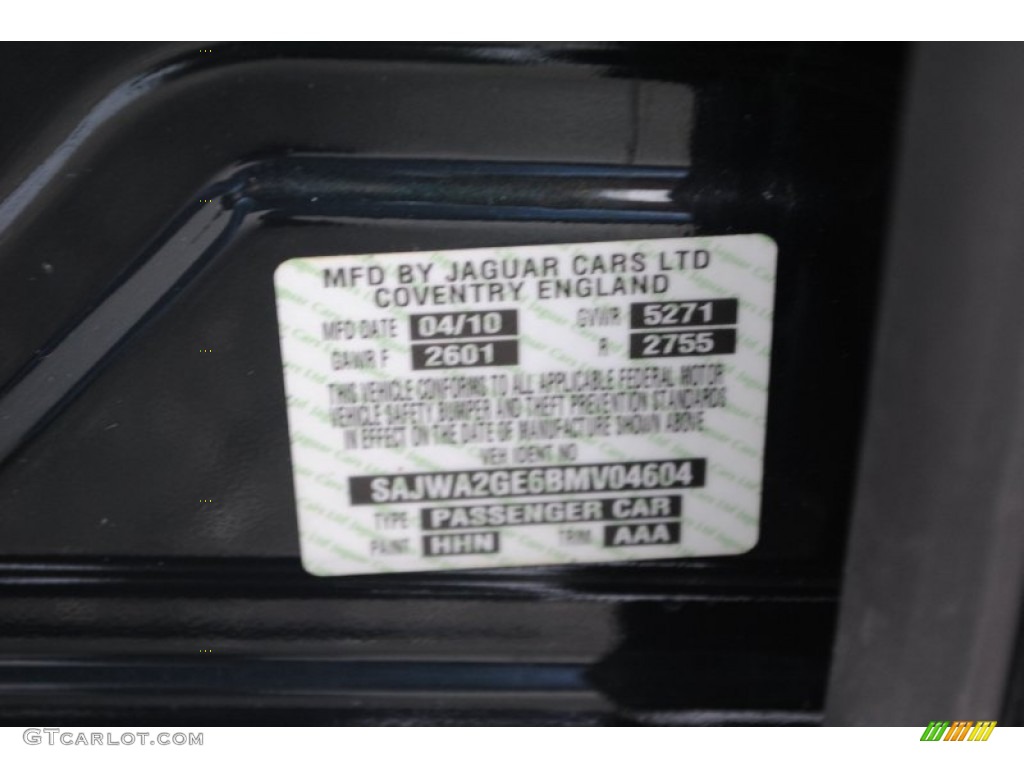 MFD BY JAGUAR CARS LTD
COVENTRY ENGLAND
MFD DATE 04/10 GVWR 5271
GAWR F 2601 R 2755
THIS VEHICLE CONFORMS TO ALL APPLICABLE FEDERAL MOTOR
VEHICLE SAFETY BUMPER AND THEFT PREVENTION STANDARDS
IN EFFECT ON THE DATE OF MANUFACTURE SHOWN ABOVE
VEH IDENT NO
SAJWA2GE6BMV04604
TYPE PASSENGER CAR
PAINT HHN TRIM AAA
GTCarLot.com